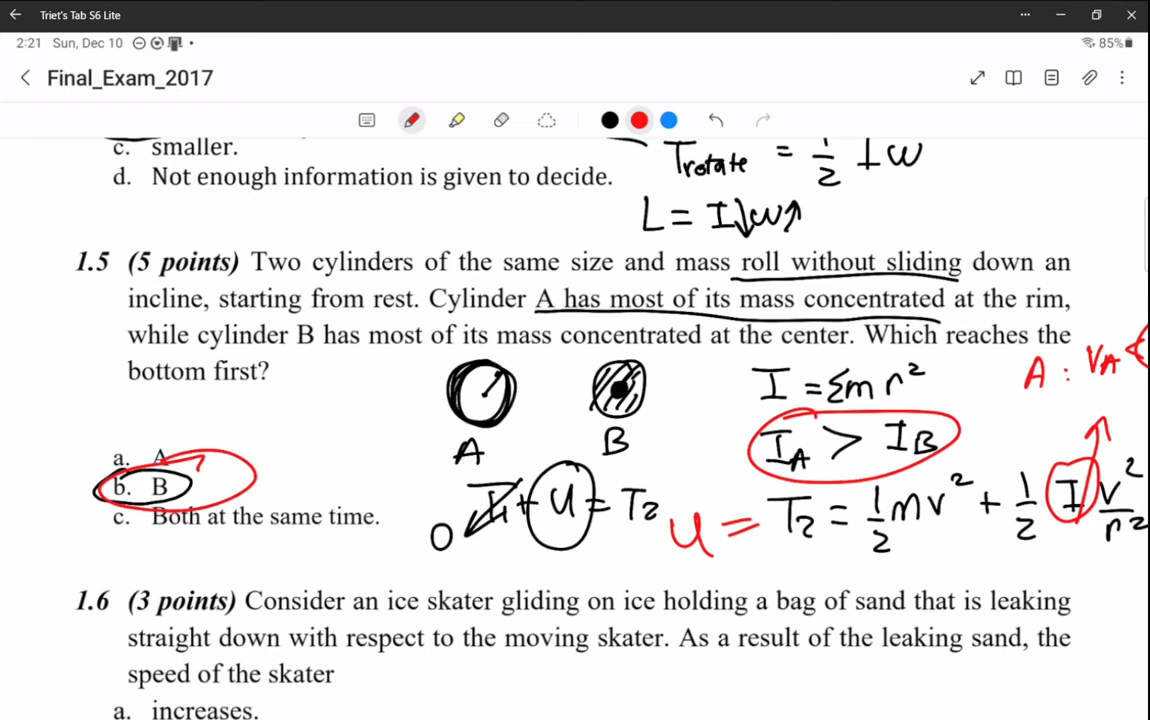 Triet's Tab S6 Lite
2:21 Sun, Dec 10
85%
Final_Exam_2017
c. smaller.
d. Not enough information is given to decide.
Trotate = 1/2 I ω
L = I↓ω↑
1.5 (5 points) Two cylinders of the same size and mass roll without sliding down an
incline, starting from rest. Cylinder A has most of its mass concentrated at the rim,
while cylinder B has most of its mass concentrated at the center. Which reaches the
bottom first?
A : VA <
I = Σmr²
A B
IA > IB
a. A
b. B
c. Both at the same time.
0 T1 + U = T2
U = T2 = 1/2 mv² + 1/2 I v²/r²
1.6 (3 points) Consider an ice skater gliding on ice holding a bag of sand that is leaking
straight down with respect to the moving skater. As a result of the leaking sand, the
speed of the skater
a. increases.